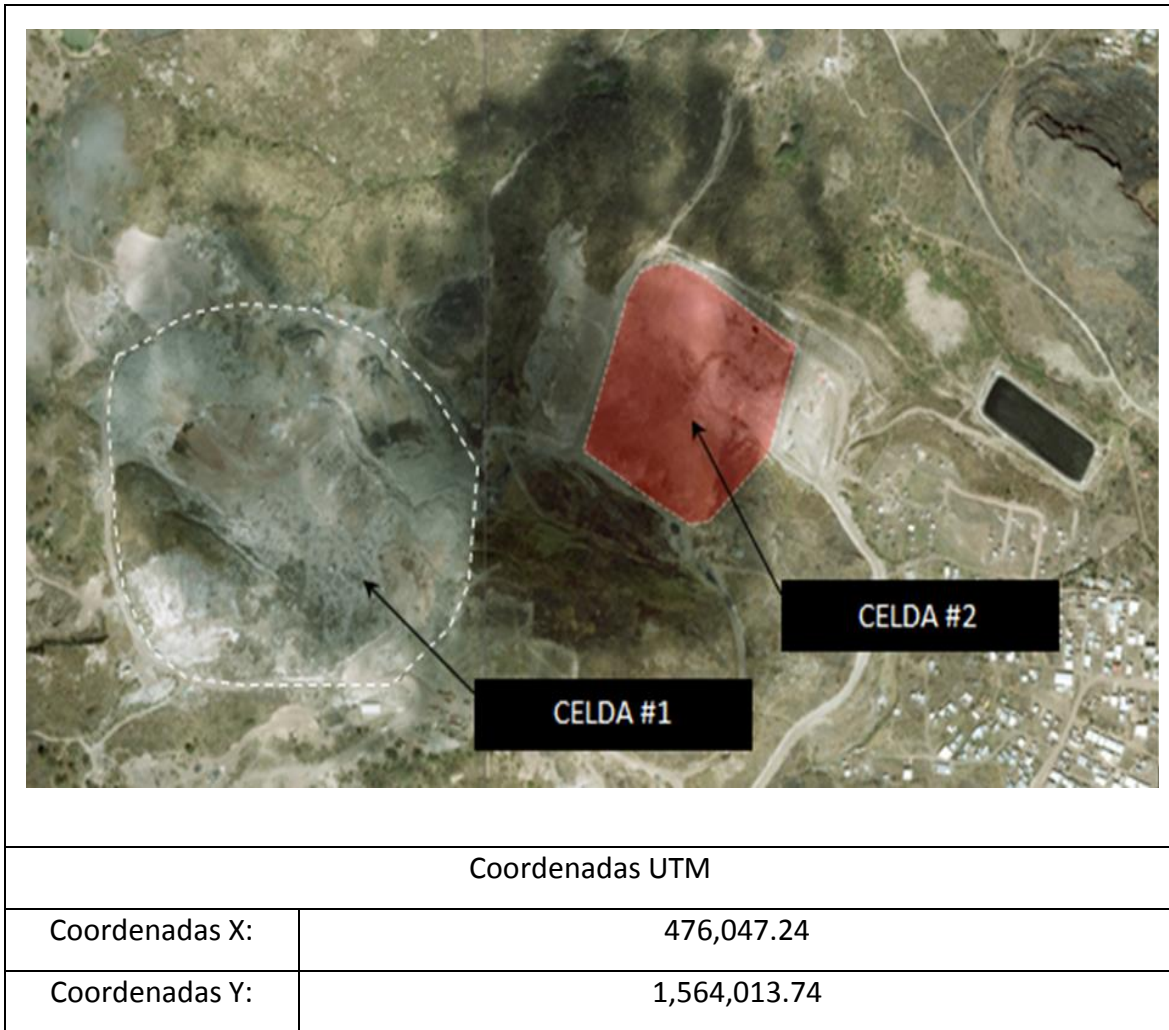 CELDA #2
CELDA #1
Coordenadas UTM
Coordenadas X: 476,047.24
Coordenadas Y: 1,564,013.74